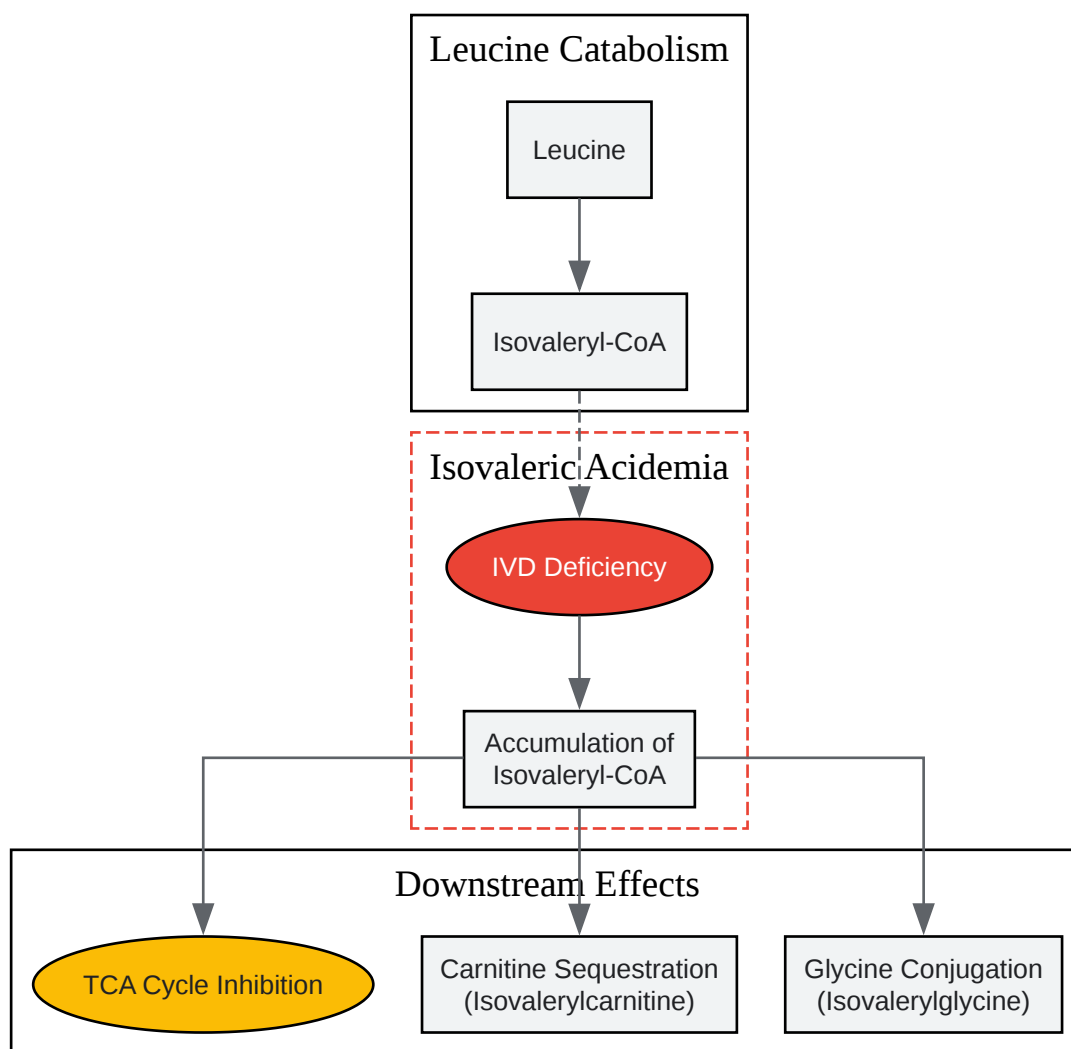 Leucine Catabolism
Leucine
Isovaleryl-CoA
Isovaleric Acidemia
IVD Deficiency
Accumulation of
Isovaleryl-CoA
Downstream Effects
TCA Cycle Inhibition
Carnitine Sequestration
(Isovalerylcarnitine)
Glycine Conjugation
(Isovalerylglycine)